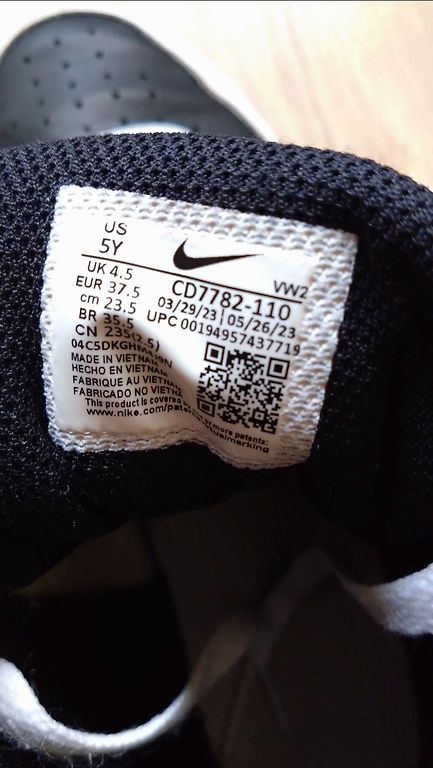 US
5Y
UK 4.5
EUR 37.5
cm 23.5
BR 35.5
CN 235(2.5)
VW2
CD7782-110
03/29/23 05/26/23
UPC 00194957437719
MADE IN VIETNAM
HECHO EN VIETNAM
FABRIQUE AU VIETNAM
FABRICADO NO VIETNAM
This product is covered by
www.nike.com/